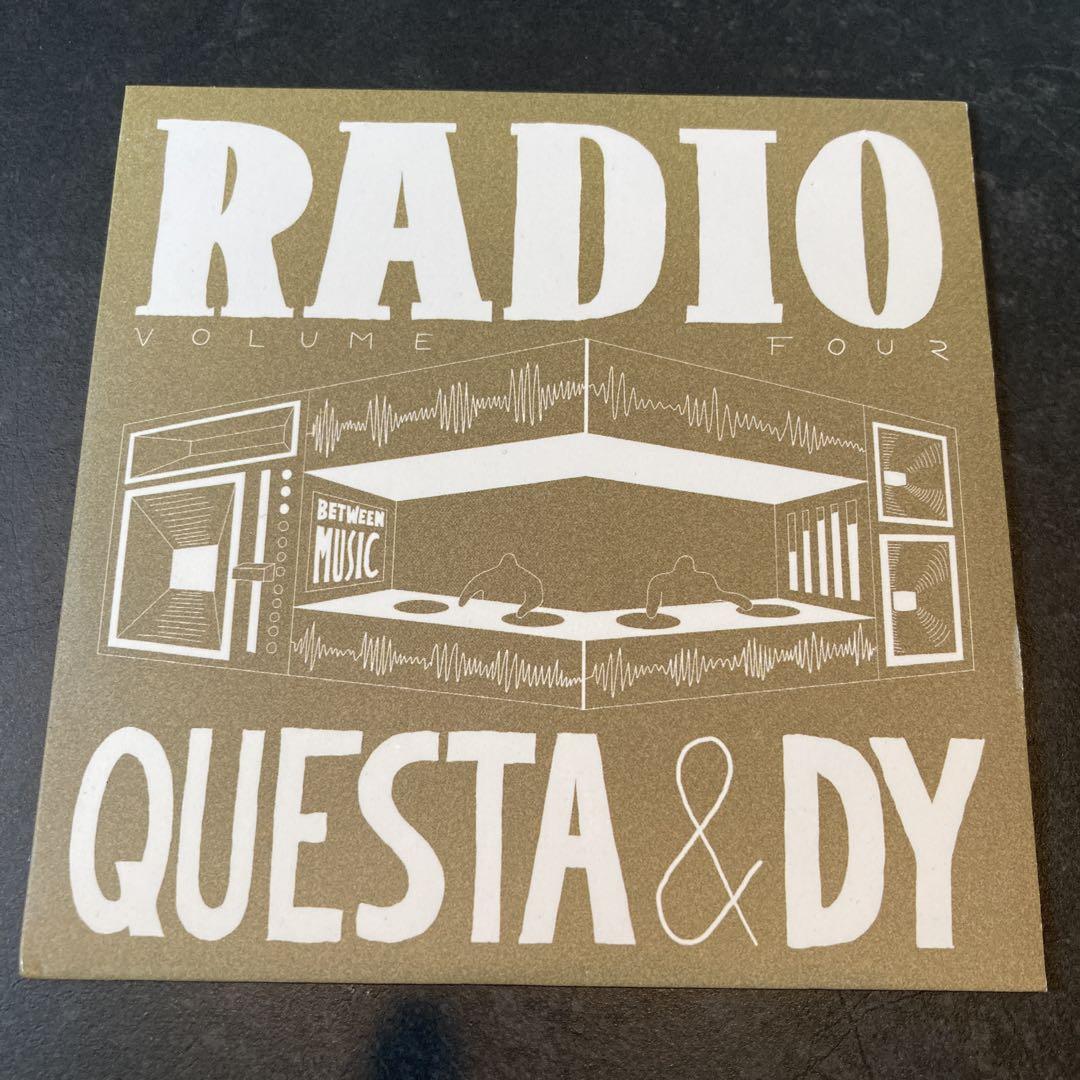 RADIO
VOLUME FOUR
BETWEEN
MUSIC
QUESTA & DY